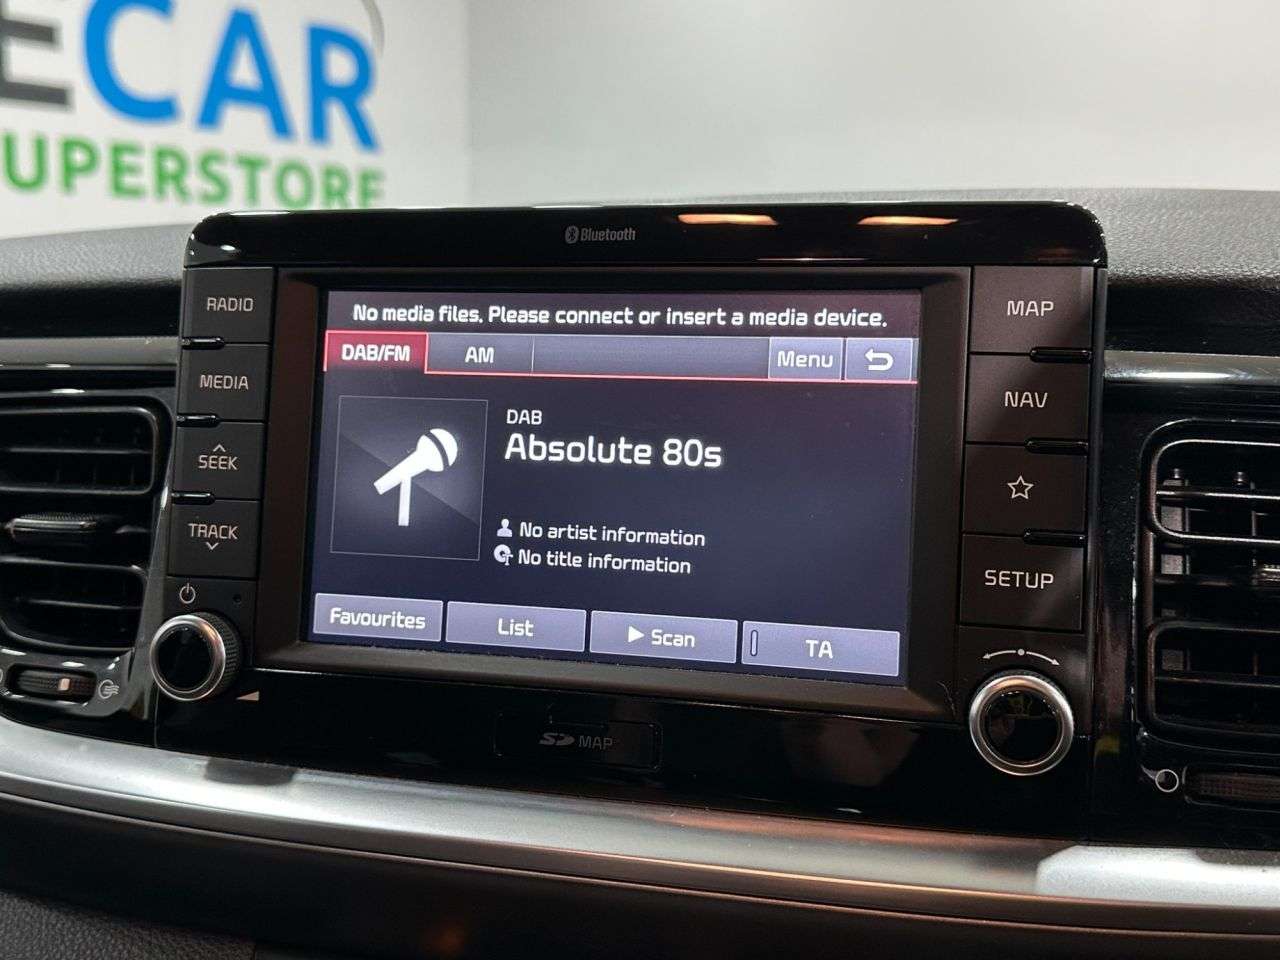 ECAR
UPERSTORE
Bluetooth
RADIO
MEDIA
SEEK
TRACK
No media files. Please connect or insert a media device.
DAB/FM AM Menu
DAB
Absolute 80s
No artist information
No title information
Favourites List Scan TA
MAP
NAV
SETUP
SD MAP